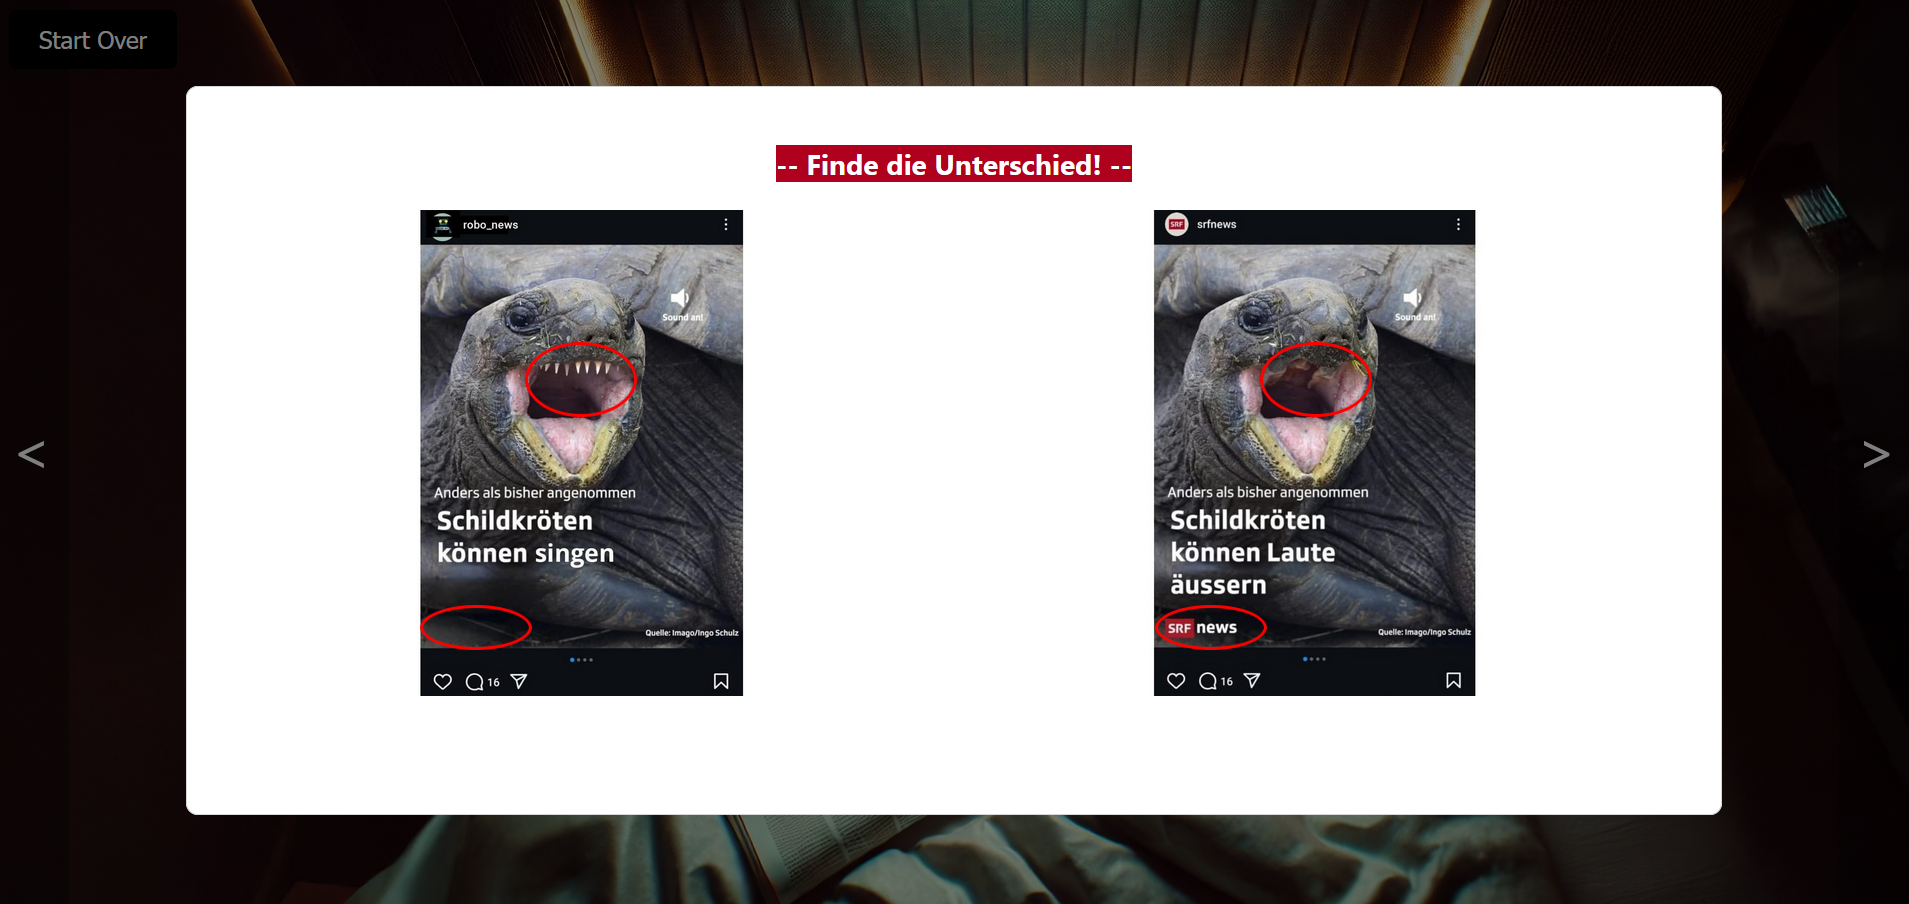 Start Over
-- Finde die Unterschied! --
robo_news
Sound an!
Anders als bisher angenommen
Schildkröten
können singen
Quelle: Imago/Ingo Schulz
16
SRF srfnews
Sound an!
Anders als bisher angenommen
Schildkröten
können Laute
äussern
SRF news
Quelle: Imago/Ingo Schulz
16
<
>